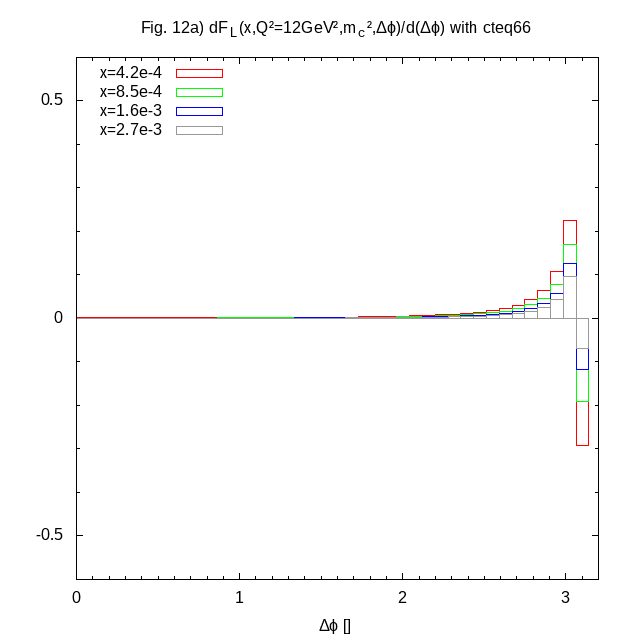 Fig. 12a) dF_L(x,Q²=12GeV²,m_c²,Δϕ)/d(Δϕ) with cteq66
x=4.2e-4
x=8.5e-4
x=1.6e-3
x=2.7e-3
0.5
0
-0.5
0 1 2 3
Δϕ []